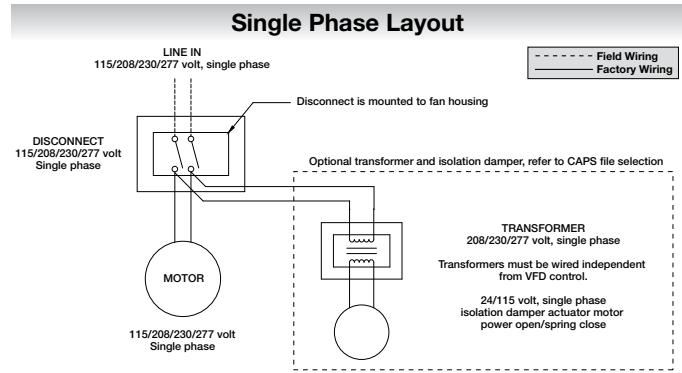 Single Phase Layout
LINE IN
115/208/230/277 volt, single phase
Field Wiring
Factory Wiring
Disconnect is mounted to fan housing
DISCONNECT
115/208/230/277 volt
Single phase
Optional transformer and isolation damper, refer to CAPS file selection
TRANSFORMER
208/230/277 volt, single phase
Transformers must be wired independent
from VFD control.
24/115 volt, single phase
isolation damper actuator motor
power open/spring close
MOTOR
115/208/230/277 volt
Single phase